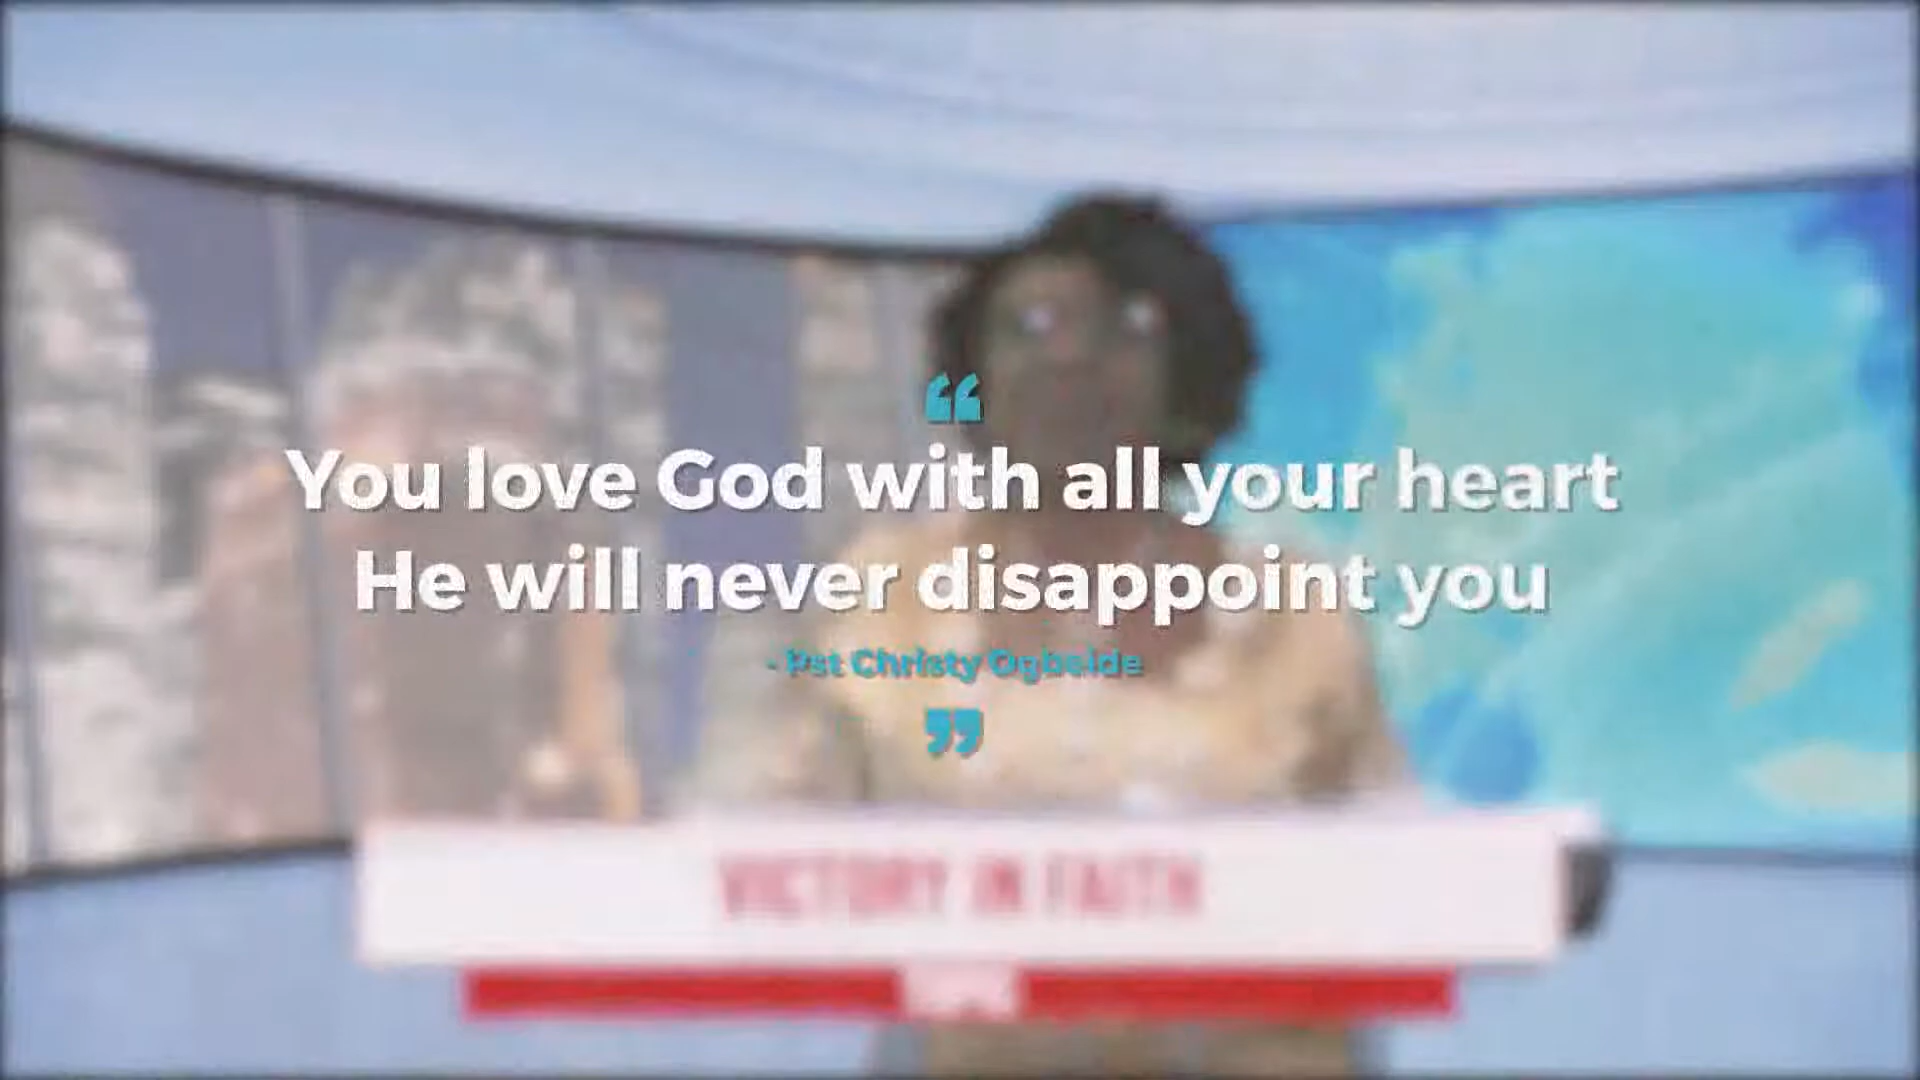 “
You love God with all your heart
He will never disappoint you
- Pst Christy Ogbeide
”
VICTORY IN FAITH